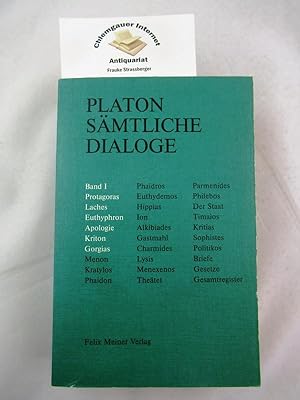 Chiemgauer Internet
Antiquariat
Frauke Strassberger
PLATON
SÄMTLICHE
DIALOGE
Band I
Protagoras
Laches
Euthyphron
Apologie
Kriton
Gorgias
Menon
Kratylos
Phaidon
Phaidros
Euthydemos
Hippias
Ion
Alkibiades
Gastmahl
Charmides
Lysis
Menexenos
Theätet
Parmenides
Philebos
Der Staat
Timaios
Kritias
Sophistes
Politikos
Briefe
Gesetze
Gesamtregister
Felix Meiner Verlag